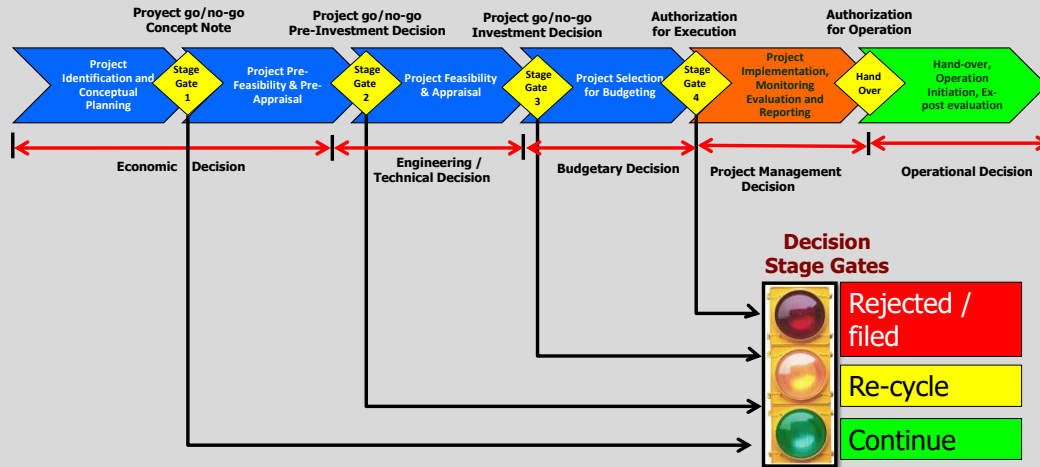 Proyect go/no-go
Concept Note
Project go/no-go
Pre-Investment Decision
Project go/no-go
Investment Decision
Authorization
for Execution
Authorization
for Operation
Project
Identification and
Conceptual
Planning
Stage
Gate
1
Project Pre-
Feasibility & Pre-
Appraisal
Stage
Gate
2
Project Feasibility
& Appraisal
Stage
Gate
3
Project Selection
for Budgeting
Stage
Gate
4
Project
Implementation,
Monitoring
Evaluation and
Reporting
Hand
Over
Hand-over,
Operation
Initiation, Ex-
post evaluation
Economic Decision
Engineering /
Technical Decision
Budgetary Decision
Project Management
Decision
Operational Decision
Decision
Stage Gates
Rejected /
filed
Re-cycle
Continue